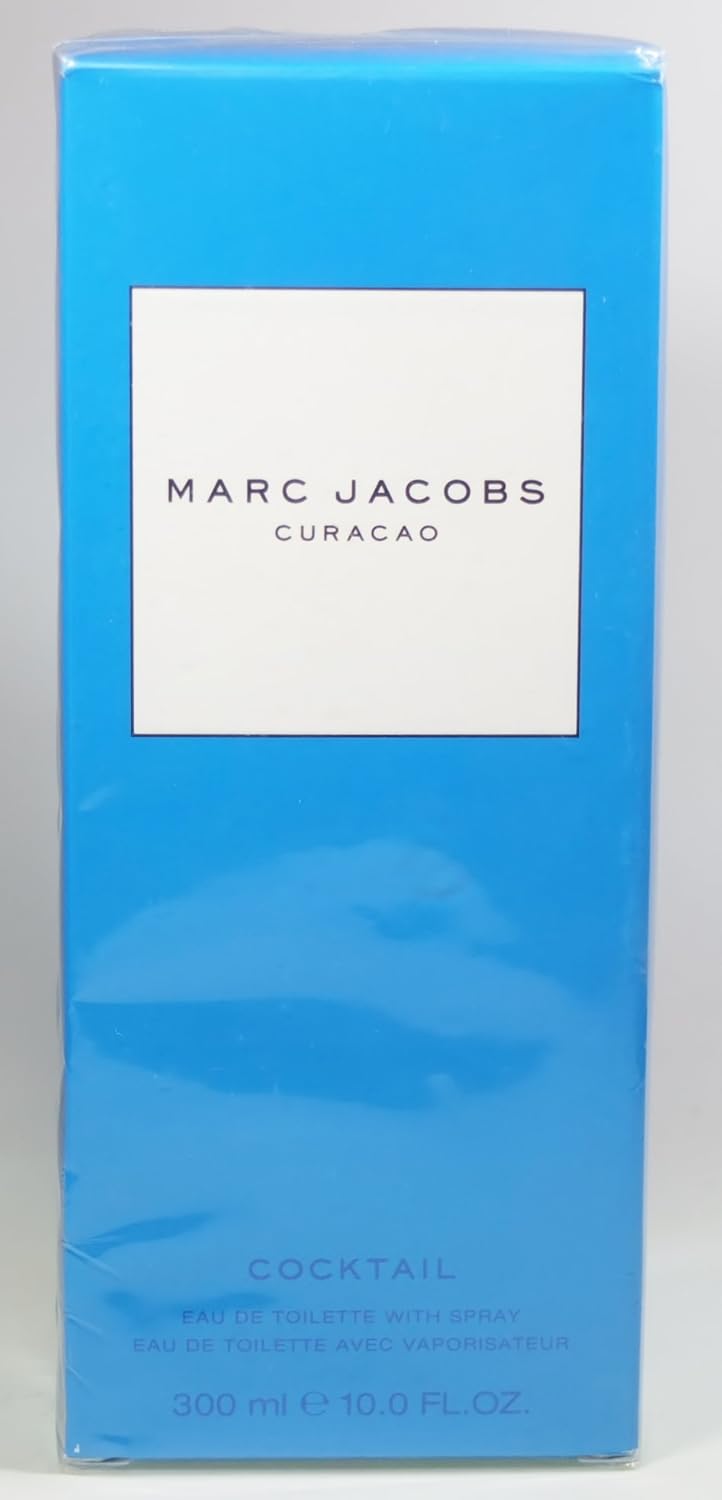 MARC JACOBS
CURACAO
COCKTAIL
EAU DE TOILETTE WITH SPRAY
EAU DE TOILETTE AVEC VAPORISATEUR
300 ml ℮ 10.0 FL.OZ.